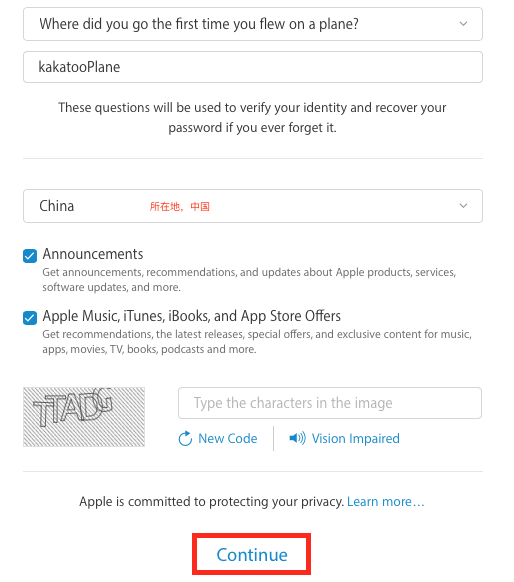 Where did you go the first time you flew on a plane?
kakatooPlane
These questions will be used to verify your identity and recover your
password if you ever forget it.
China 所在地，中国
Announcements
Get announcements, recommendations, and updates about Apple products, services,
software updates, and more.
Apple Music, iTunes, iBooks, and App Store Offers
Get recommendations, the latest releases, special offers, and exclusive content for music,
apps, movies, TV, books, podcasts and more.
TTADG
Type the characters in the image
New Code Vision Impaired
Apple is committed to protecting your privacy. Learn more…
Continue